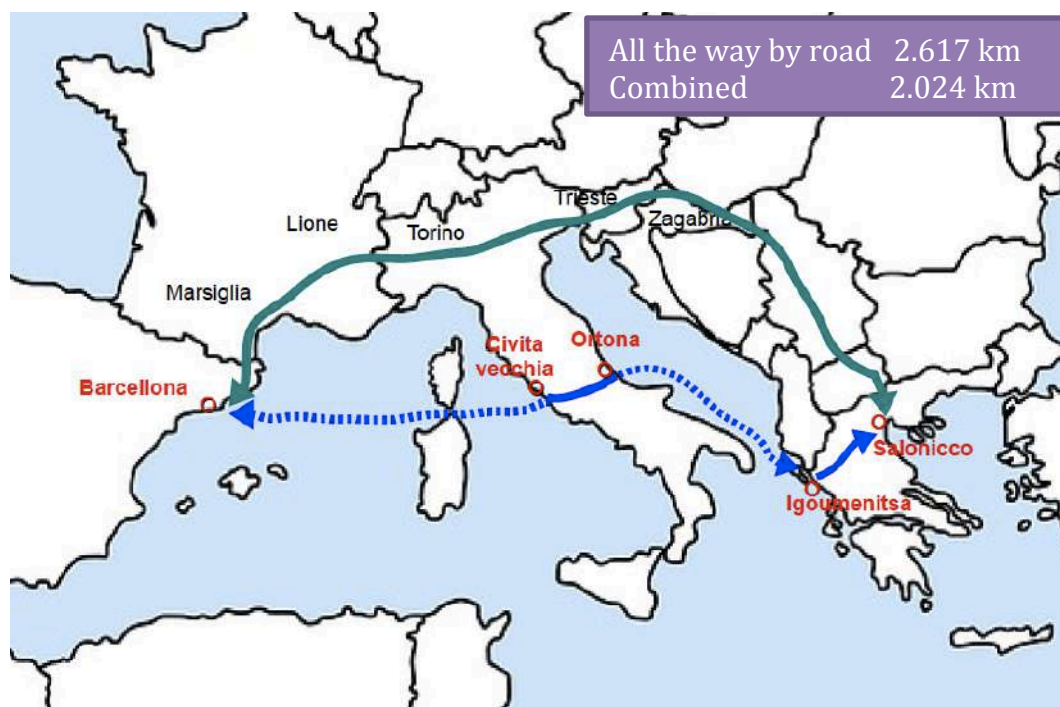 All the way by road 2.617 km
Combined 2.024 km
Trieste
Lione
Torino
Zagabria
Marsiglia
Civita
vecchia
Ortona
Barcellona
Salonicco
Igoumenitsa